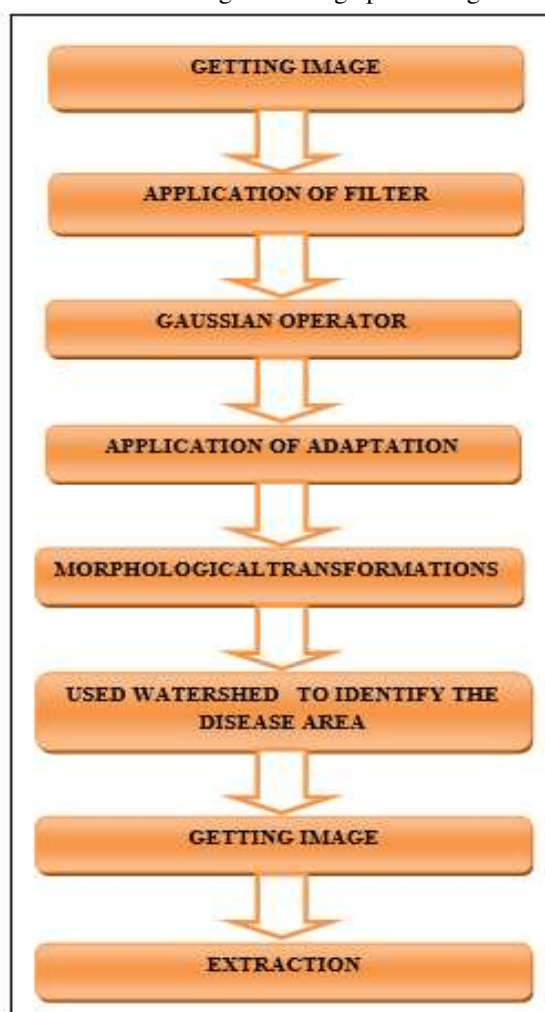 GETTING IMAGE
APPLICATION OF FILTER
GAUSSIAN OPERATOR
APPLICATION OF ADAPTATION
MORPHOLOGICALTRANSFORMATIONS
USED WATERSHED TO IDENTIFY THE
DISEASE AREA
GETTING IMAGE
EXTRACTION